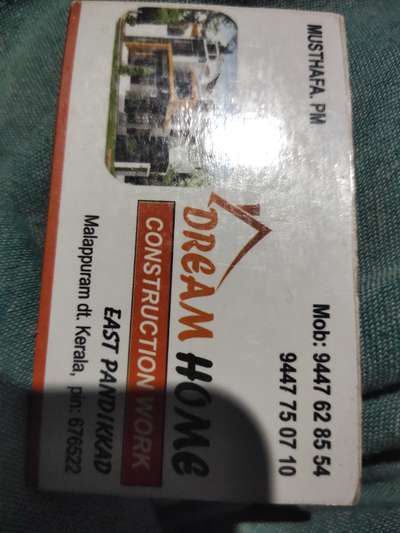 MUSTHAFA. PM
Mob: 9447 62 85 54
9447 75 07 10
DREAM HOME
CONSTRUCTION WORK
EAST PANDIKKAD
Malappuram dt. Kerala, pin: 676522